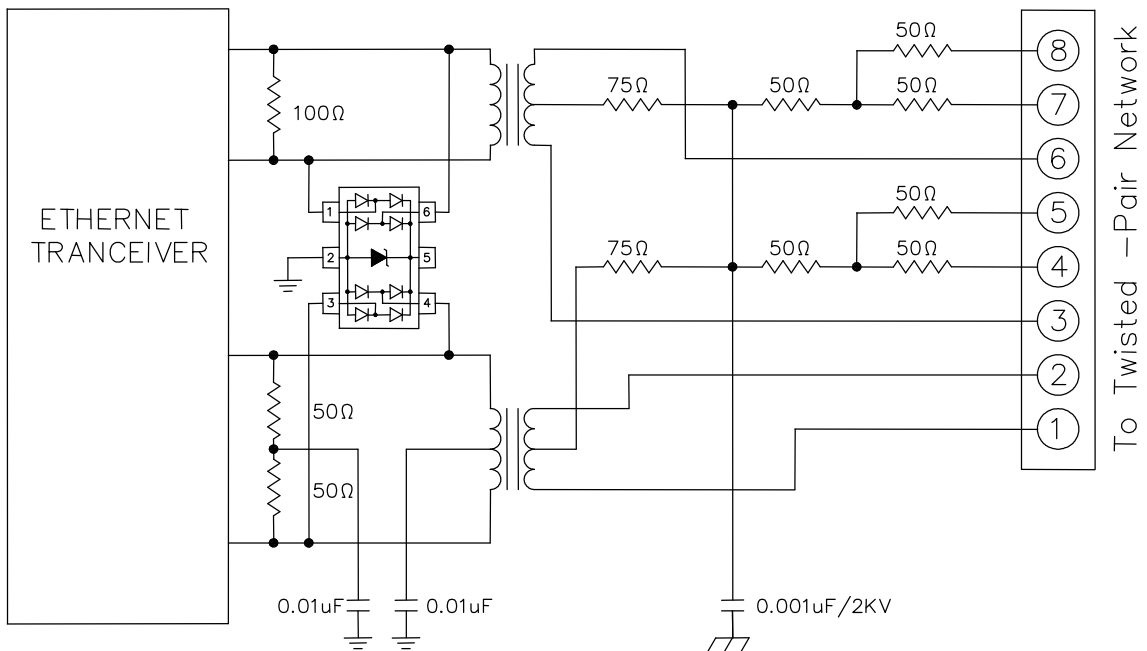 ETHERNET
TRANCEIVER
100Ω
1
6
2
5
3
4
50Ω
50Ω
0.01uF
0.01uF
75Ω
50Ω
50Ω
50Ω
75Ω
50Ω
50Ω
50Ω
0.001uF/2KV
8
7
6
5
4
3
2
1
To Twisted -Pair Network